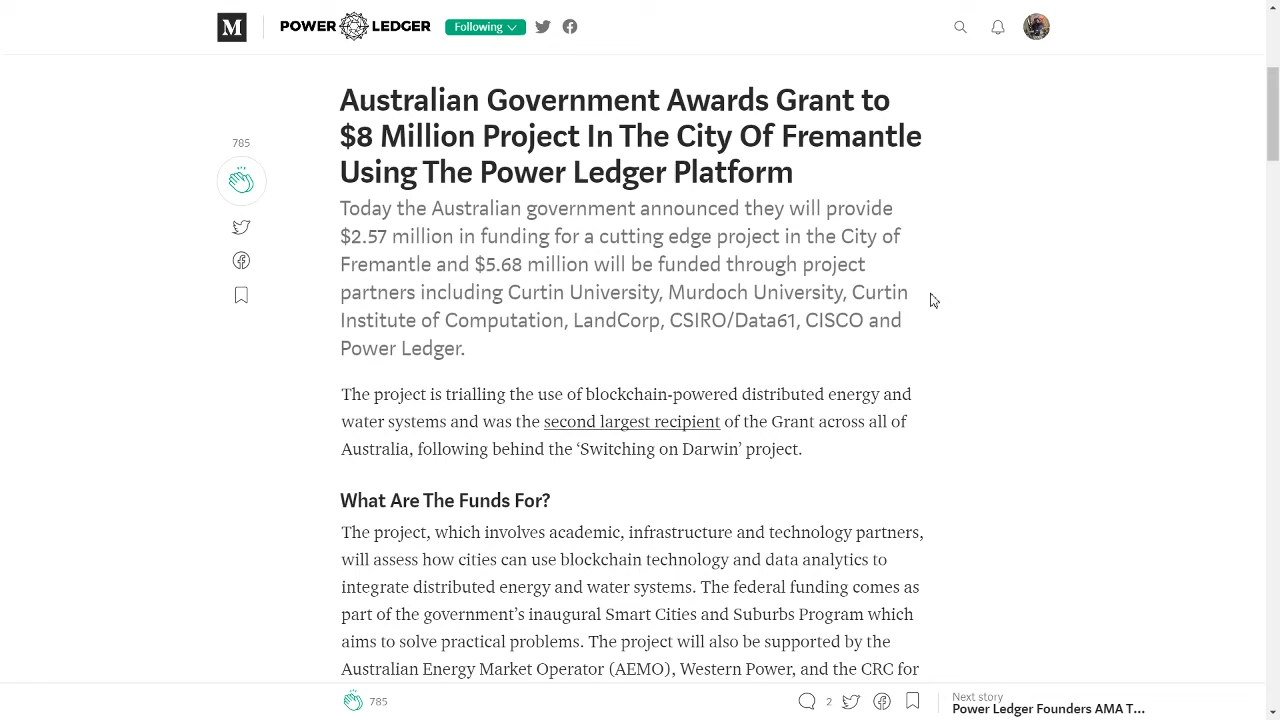 M
POWER LEDGER
Following
785
Australian Government Awards Grant to
$8 Million Project In The City Of Fremantle
Using The Power Ledger Platform
Today the Australian government announced they will provide
$2.57 million in funding for a cutting edge project in the City of
Fremantle and $5.68 million will be funded through project
partners including Curtin University, Murdoch University, Curtin
Institute of Computation, LandCorp, CSIRO/Data61, CISCO and
Power Ledger.
The project is trialling the use of blockchain-powered distributed energy and
water systems and was the second largest recipient of the Grant across all of
Australia, following behind the ‘Switching on Darwin’ project.
What Are The Funds For?
The project, which involves academic, infrastructure and technology partners,
will assess how cities can use blockchain technology and data analytics to
integrate distributed energy and water systems. The federal funding comes as
part of the government’s inaugural Smart Cities and Suburbs Program which
aims to solve practical problems. The project will also be supported by the
Australian Energy Market Operator (AEMO), Western Power, and the CRC for
785
2
Next story
Power Ledger Founders AMA T...